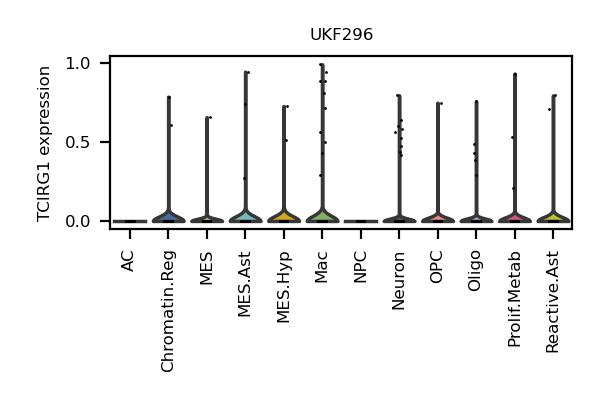 UKF296
TCIRG1 expression
1.0
0.5
0.0
AC
Chromatin.Reg
MES
MES.Ast
MES.Hyp
Mac
NPC
Neuron
OPC
Oligo
Prolif.Metab
Reactive.Ast